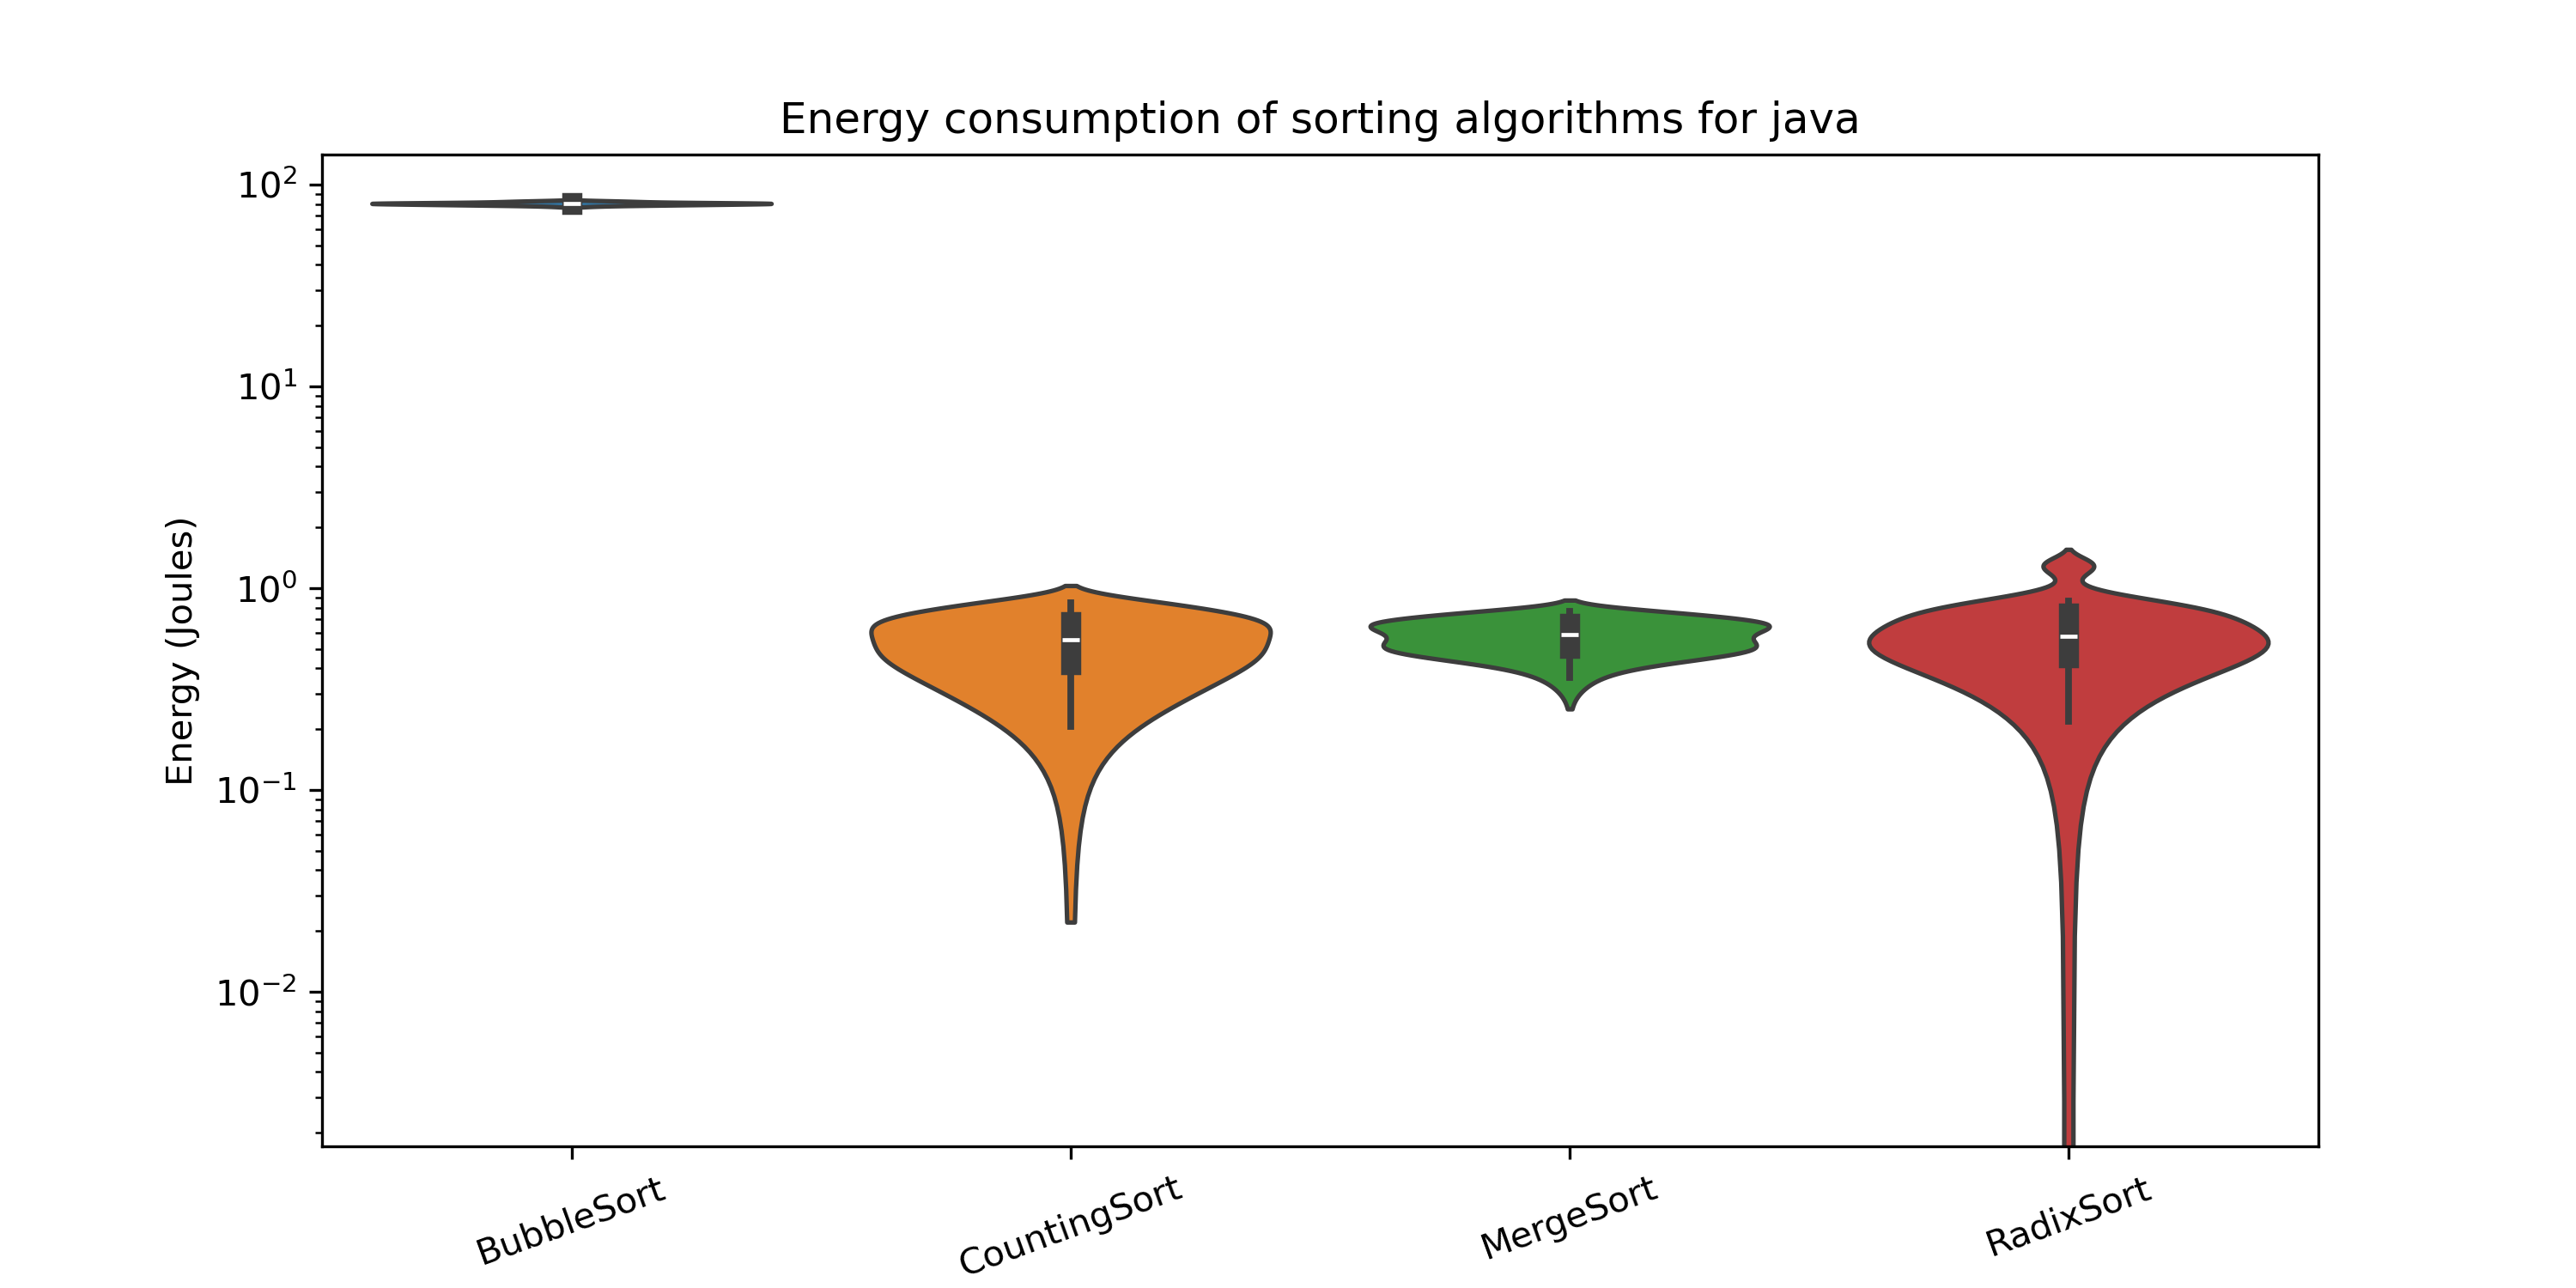 Energy consumption of sorting algorithms for java
Energy (Joules)
10²
10¹
10⁰
10⁻¹
10⁻²
BubbleSort
CountingSort
MergeSort
RadixSort